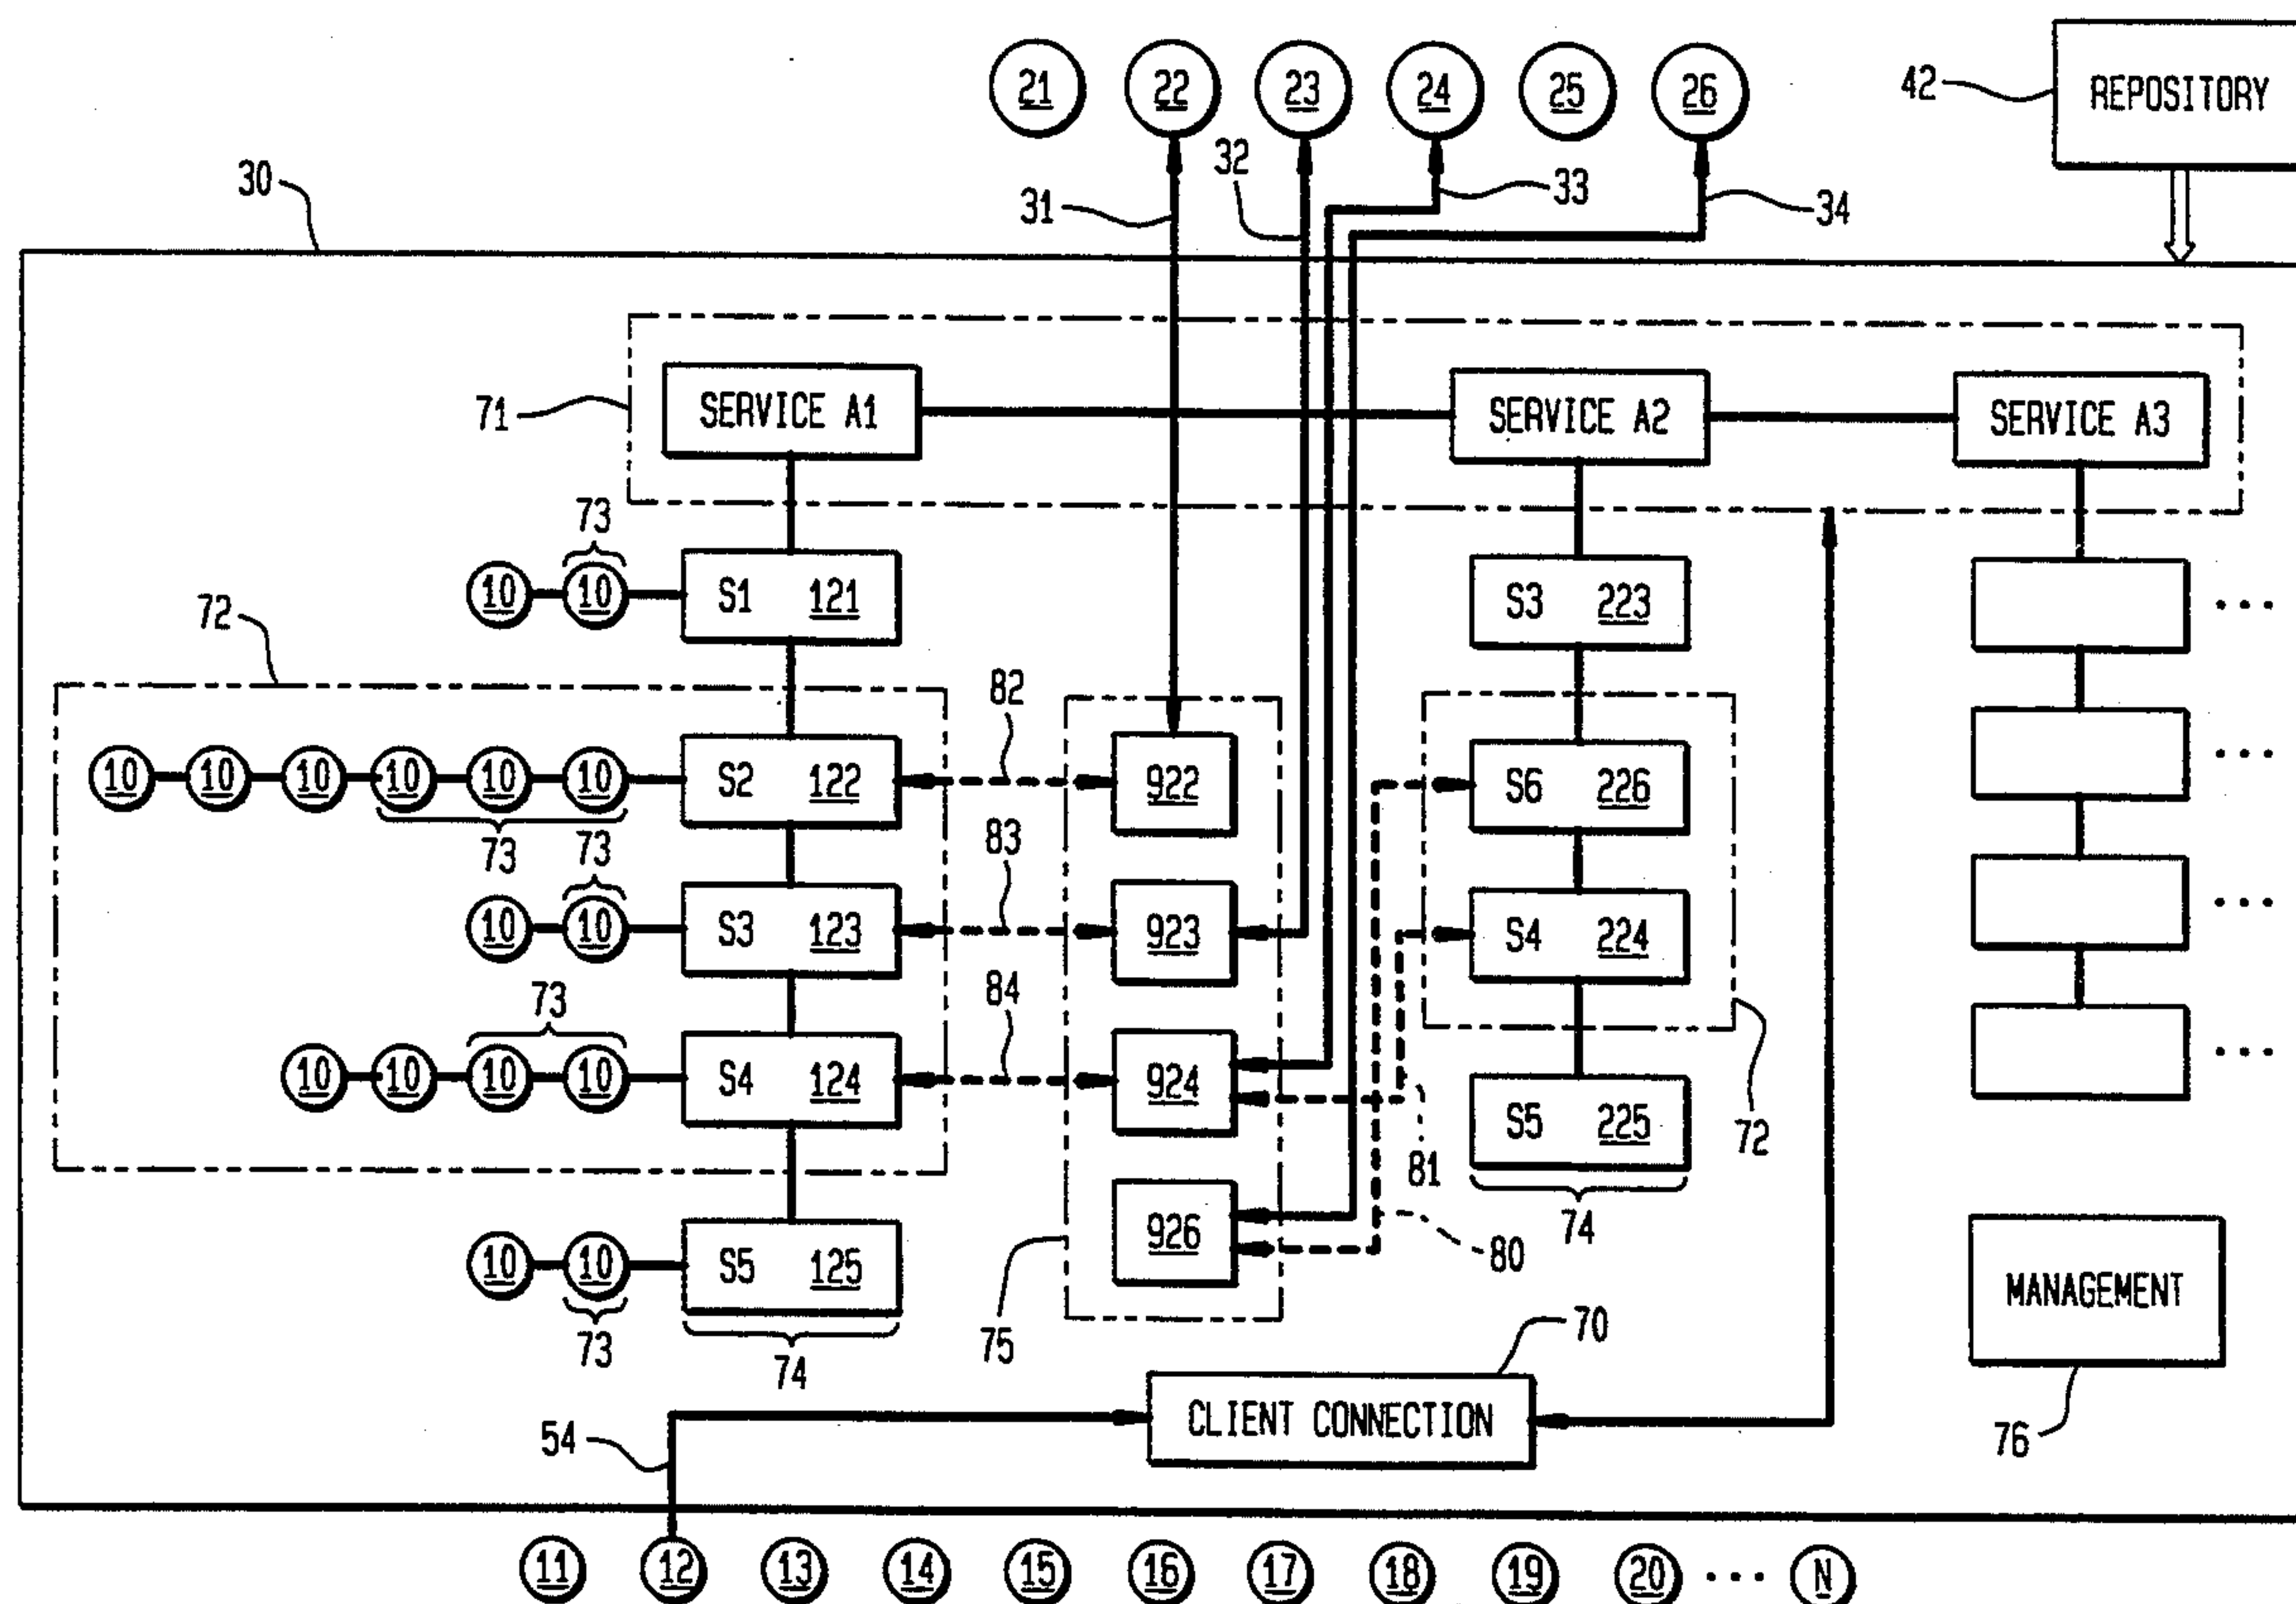 21 22 23 24 25 26
42 REPOSITORY
30 31 32 33 34
71 SERVICE A1 SERVICE A2 SERVICE A3
73
10 10 S1 121 S3 223 ...
72 82
10 10 10 10 10 10 S2 122 922 S6 226 ...
73 73 83
10 10 S3 123 923 S4 224 ...
73 84
10 10 10 10 S4 124 924 S5 225 ...
81 72
926 74
10 10 S5 125 80
73 74 75 70 MANAGEMENT
54 CLIENT CONNECTION 76
11 12 13 14 15 16 17 18 19 20 ... N